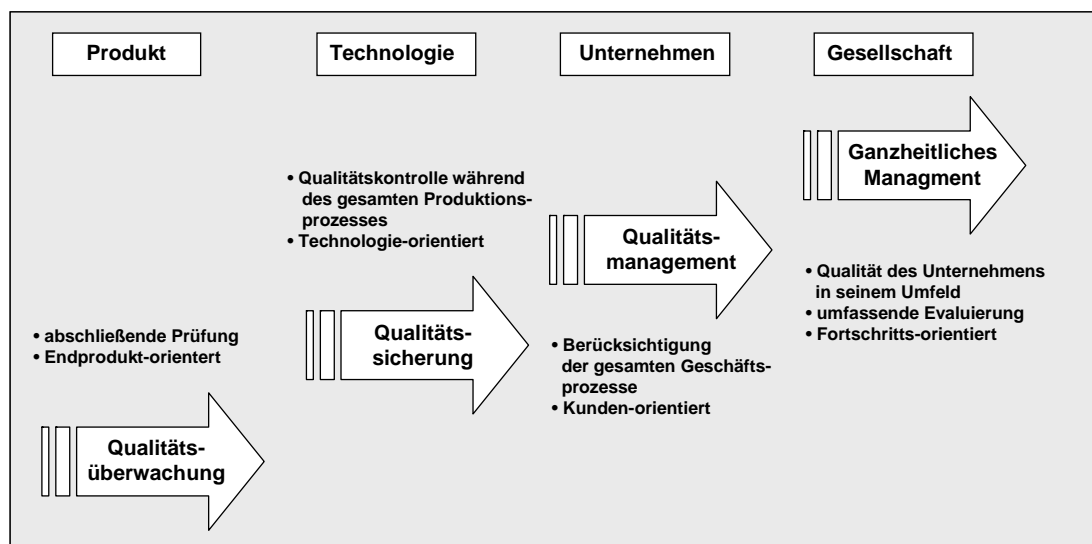 Produkt
Technologie
Unternehmen
Gesellschaft
• abschließende Prüfung
• Endprodukt-orientert
Qualitäts-
überwachung
• Qualitätskontrolle während
des gesamten Produktions-
prozesses
• Technologie-orientiert
Qualitäts-
sicherung
Qualitäts-
management
• Berücksichtigung
der gesamten Geschäfts-
prozesse
• Kunden-orientiert
Ganzheitliches
Managment
• Qualität des Unternehmens
in seinem Umfeld
• umfassende Evaluierung
• Fortschritts-orientiert